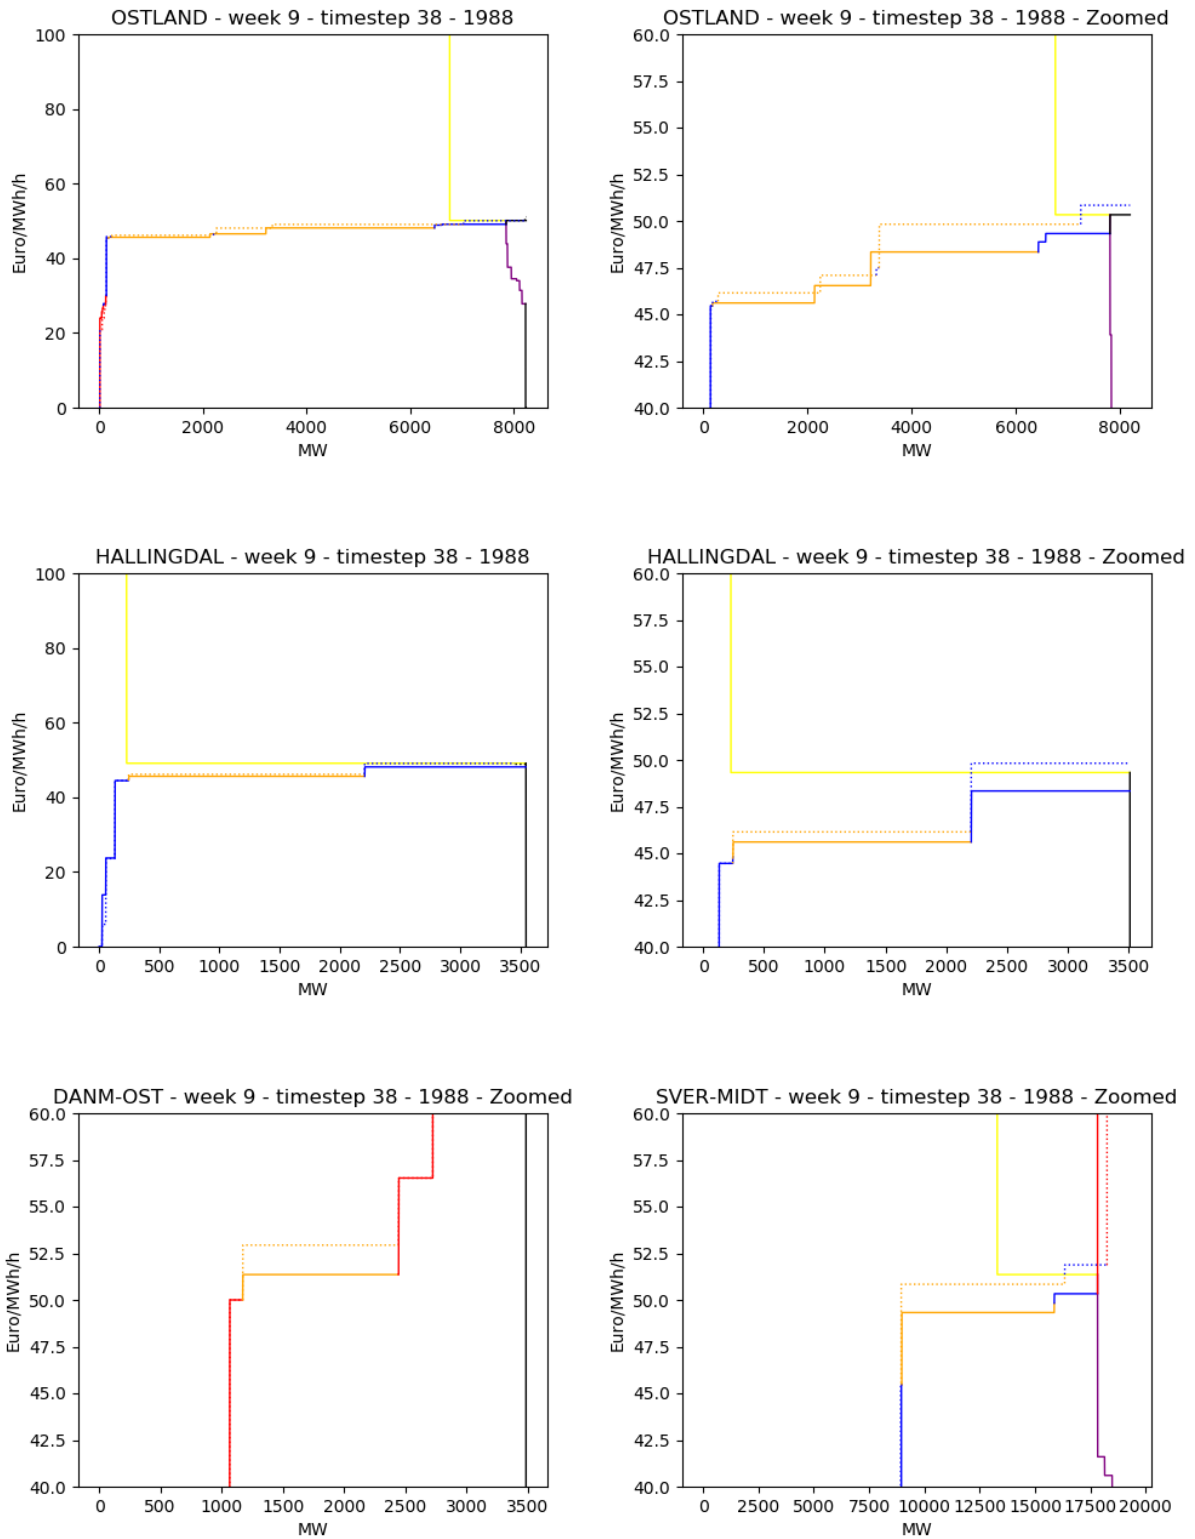 OSTLAND - week 9 - timestep 38 - 1988
100
80
60
40
20
0
Euro/MWh/h
0 2000 4000 6000 8000
MW
OSTLAND - week 9 - timestep 38 - 1988 - Zoomed
60.0
57.5
55.0
52.5
50.0
47.5
45.0
42.5
40.0
Euro/MWh/h
0 2000 4000 6000 8000
MW
HALLINGDAL - week 9 - timestep 38 - 1988
100
80
60
40
20
0
Euro/MWh/h
0 500 1000 1500 2000 2500 3000 3500
MW
HALLINGDAL - week 9 - timestep 38 - 1988 - Zoomed
60.0
57.5
55.0
52.5
50.0
47.5
45.0
42.5
40.0
Euro/MWh/h
0 500 1000 1500 2000 2500 3000 3500
MW
DANM-OST - week 9 - timestep 38 - 1988 - Zoomed
60.0
57.5
55.0
52.5
50.0
47.5
45.0
42.5
40.0
Euro/MWh/h
0 500 1000 1500 2000 2500 3000 3500
MW
SVER-MIDT - week 9 - timestep 38 - 1988 - Zoomed
60.0
57.5
55.0
52.5
50.0
47.5
45.0
42.5
40.0
Euro/MWh/h
0 2500 5000 7500 10000 12500 15000 17500 20000
MW